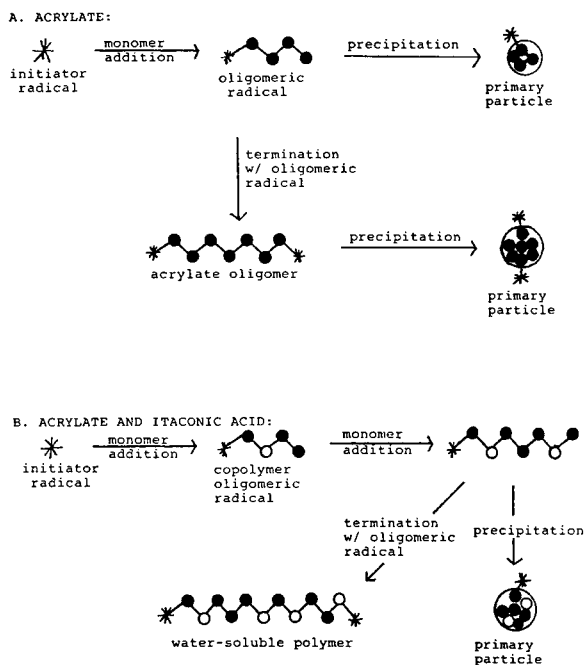 A. ACRYLATE:
initiator
radical
monomer
addition
oligomeric
radical
precipitation
primary
particle
termination
w/ oligomeric
radical
acrylate oligomer
precipitation
primary
particle
B. ACRYLATE AND ITACONIC ACID:
initiator
radical
monomer
addition
copolymer
oligomeric
radical
monomer
addition
termination
w/ oligomeric
radical
precipitation
water-soluble polymer
primary
particle